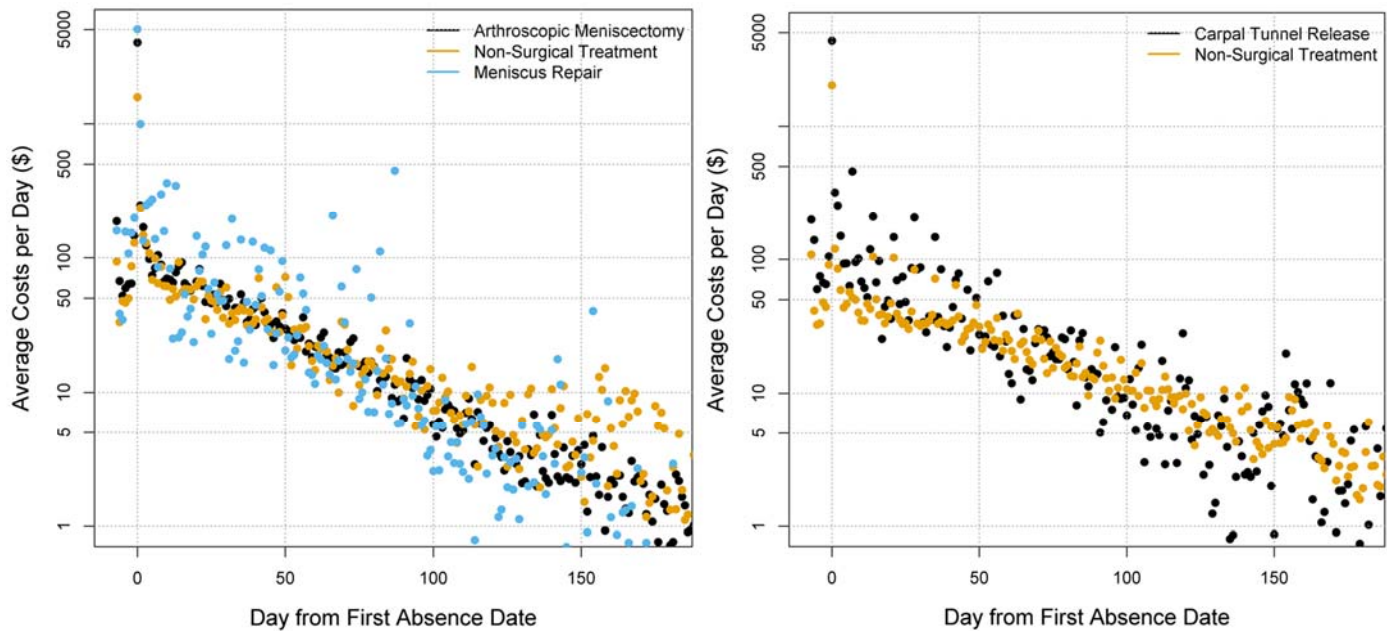 Arthroscopic Meniscectomy
Non-Surgical Treatment
Meniscus Repair
Average Costs per Day ($)
5000
500
100
50
10
5
1
0
50
100
150
Day from First Absence Date
Carpal Tunnel Release
Non-Surgical Treatment
Average Costs per Day ($)
5000
500
100
50
10
5
1
0
50
100
150
Day from First Absence Date